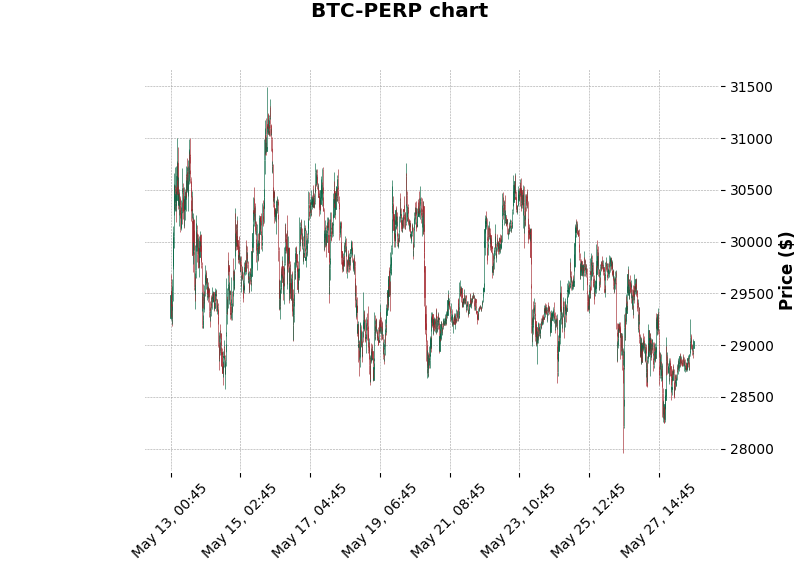 BTC-PERP chart
31500
31000
30500
30000
29500
29000
28500
28000
Price ($)
May 13, 00:45
May 15, 02:45
May 17, 04:45
May 19, 06:45
May 21, 08:45
May 23, 10:45
May 25, 12:45
May 27, 14:45